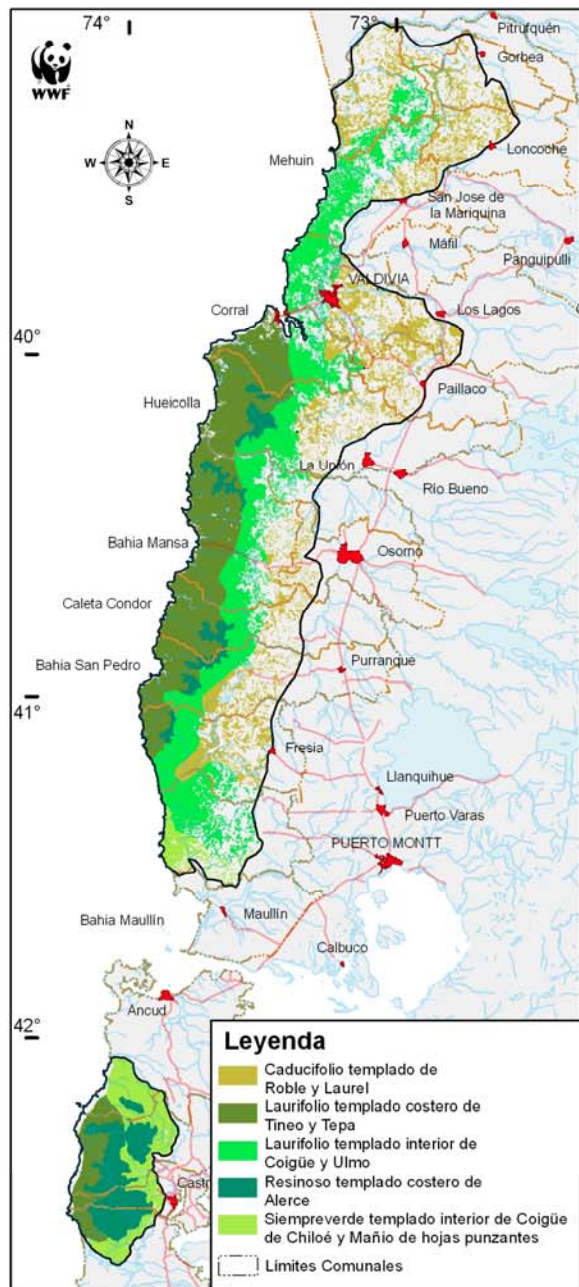 74°
73°
Pitrufquén
Gorbea
WWF
N
W
E
S
Mehuin
Loncoche
San Jose de
la Mariquina
Máfil
Panguipulli
VALDIVIA
Corral
Los Lagos
40°
Paillaco
Hueicolla
La Unión
Río Bueno
Bahia Mansa
Osorno
Caleta Condor
Bahia San Pedro
Purranque
41°
Fresia
Llanquihue
Puerto Varas
PUERTO MONTT
Bahia Maullín
Maullín
Calbuco
Ancud
42°
Castr
Leyenda
Caducifolio templado de
Roble y Laurel
Laurifolio templado costero de
Tineo y Tepa
Laurifolio templado interior de
Coigüe y Ulmo
Resinoso templado costero de
Alerce
Siempreverde templado interior de Coigüe
de Chiloé y Mañio de hojas punzantes
Límites Comunales